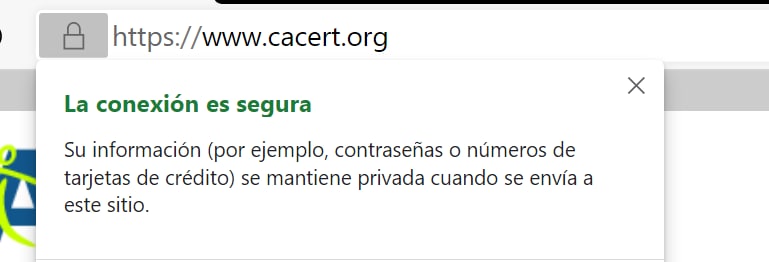 https://www.cacert.org
La conexión es segura
Su información (por ejemplo, contraseñas o números de
tarjetas de crédito) se mantiene privada cuando se envía a
este sitio.